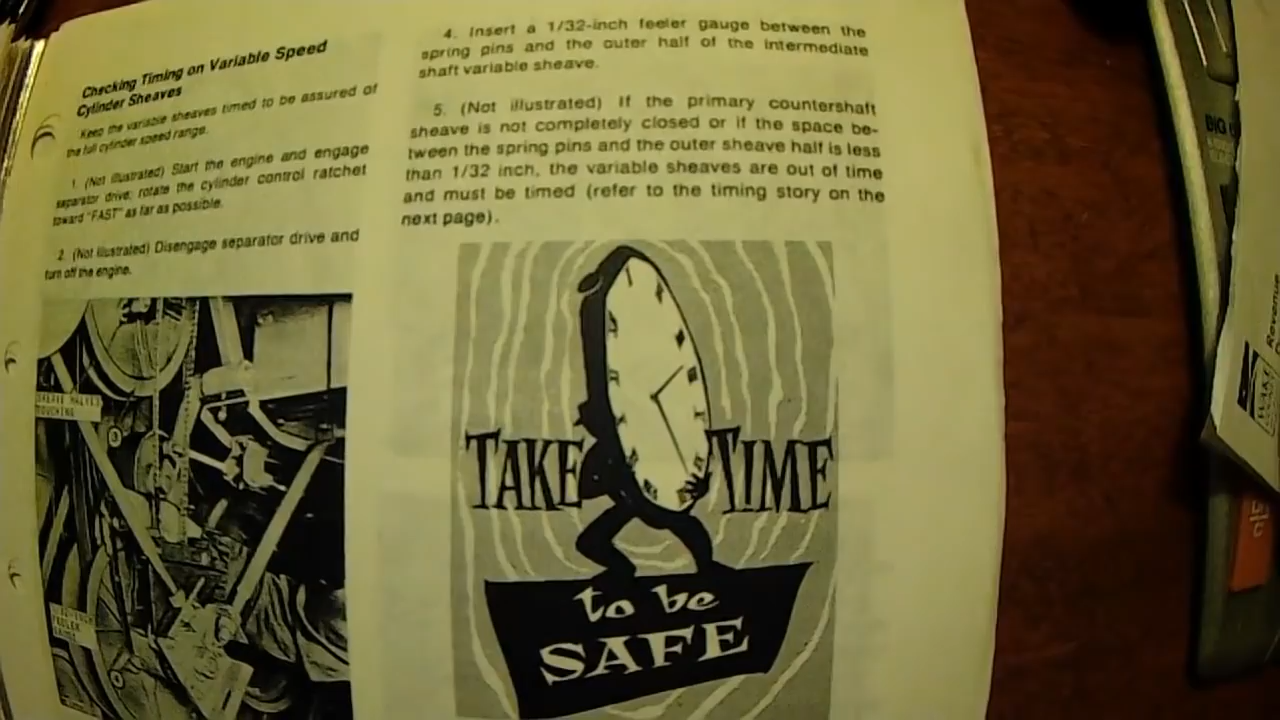 Checking Timing on Variable Speed
Cylinder Sheaves
Keep the variable sheaves timed to be assured of
the full cylinder speed range.
1. (Not illustrated) Start the engine and engage
separator drive; rotate the cylinder control ratchet
toward "FAST" as far as possible.
2. (Not illustrated) Disengage separator drive and
turn off the engine.
SHEAVE HALVES
TOUCHING
3
FEELER
4
4. Insert a 1/32-inch feeler gauge between the
spring pins and the outer half of the intermediate
shaft variable sheave.
5. (Not illustrated) If the primary countershaft
sheave is not completely closed or if the space be-
tween the spring pins and the outer sheave half is less
than 1/32 inch, the variable sheaves are out of time
and must be timed (refer to the timing story on the
next page).
TAKE TIME
to be
SAFE
BIG
WAKE